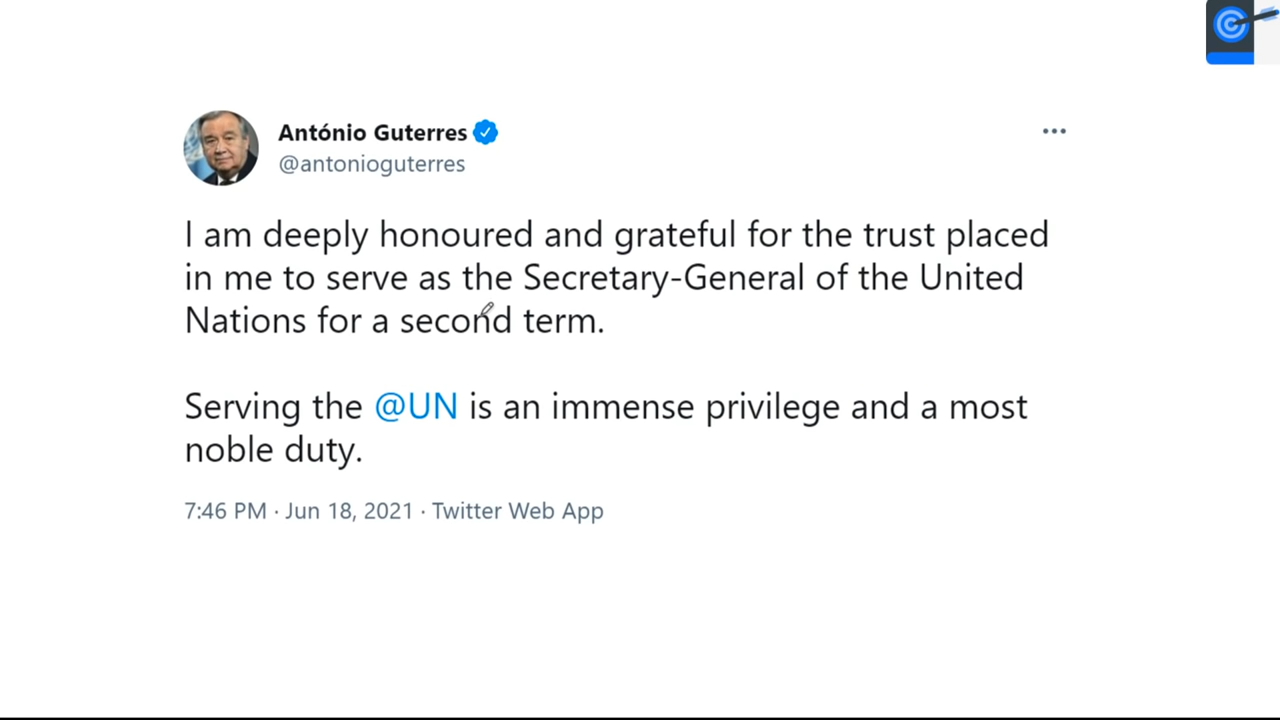 António Guterres
@antonioguterres
I am deeply honoured and grateful for the trust placed
in me to serve as the Secretary-General of the United
Nations for a second term.
Serving the @UN is an immense privilege and a most
noble duty.
7:46 PM · Jun 18, 2021 · Twitter Web App